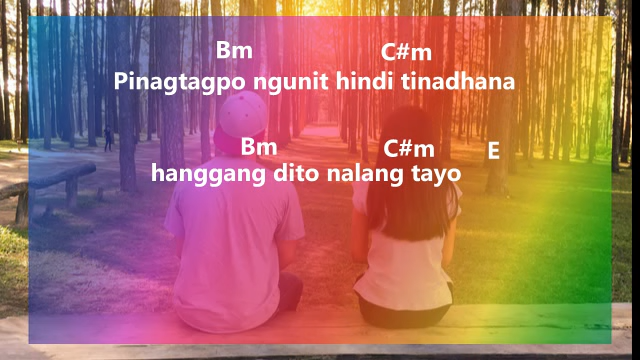 Bm C#m
Pinagtagpo ngunit hindi tinadhana
Bm C#m E
hanggang dito nalang tayo